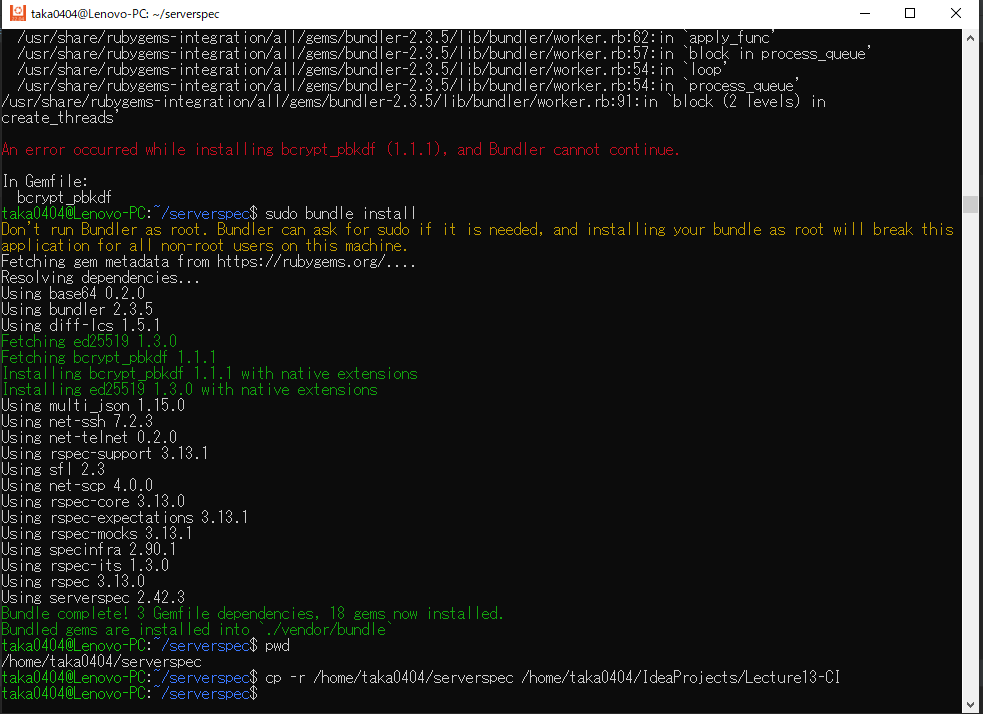 taka0404@Lenovo-PC: ~/serverspec
/usr/share/rubygems-integration/all/gems/bundler-2.3.5/lib/bundler/worker.rb:62:in `apply_func'
/usr/share/rubygems-integration/all/gems/bundler-2.3.5/lib/bundler/worker.rb:57:in `block in process_queue'
/usr/share/rubygems-integration/all/gems/bundler-2.3.5/lib/bundler/worker.rb:54:in `loop'
/usr/share/rubygems-integration/all/gems/bundler-2.3.5/lib/bundler/worker.rb:54:in `process_queue'
/usr/share/rubygems-integration/all/gems/bundler-2.3.5/lib/bundler/worker.rb:91:in `block (2 levels) in
create_threads'
An error occurred while installing bcrypt_pbkdf (1.1.1), and Bundler cannot continue.
In Gemfile:
bcrypt_pbkdf
taka0404@Lenovo-PC:~/serverspec$ sudo bundle install
Don't run Bundler as root. Bundler can ask for sudo if it is needed, and installing your bundle as root will break this
application for all non-root users on this machine.
Fetching gem metadata from https://rubygems.org/....
Resolving dependencies...
Using base64 0.2.0
Using bundler 2.3.5
Using diff-lcs 1.5.1
Fetching ed25519 1.3.0
Fetching bcrypt_pbkdf 1.1.1
Installing bcrypt_pbkdf 1.1.1 with native extensions
Installing ed25519 1.3.0 with native extensions
Using multi_json 1.15.0
Using net-ssh 7.2.3
Using net-telnet 0.2.0
Using rspec-support 3.13.1
Using sfl 2.3
Using net-scp 4.0.0
Using rspec-core 3.13.0
Using rspec-expectations 3.13.1
Using rspec-mocks 3.13.1
Using specinfra 2.90.1
Using rspec-its 1.3.0
Using rspec 3.13.0
Using serverspec 2.42.3
Bundle complete! 3 Gemfile dependencies, 18 gems now installed.
Bundled gems are installed into `./vendor/bundle`
taka0404@Lenovo-PC:~/serverspec$ pwd
/home/taka0404/serverspec
taka0404@Lenovo-PC:~/serverspec$ cp -r /home/taka0404/serverspec /home/taka0404/IdeaProjects/Lecture13-CI
taka0404@Lenovo-PC:~/serverspec$